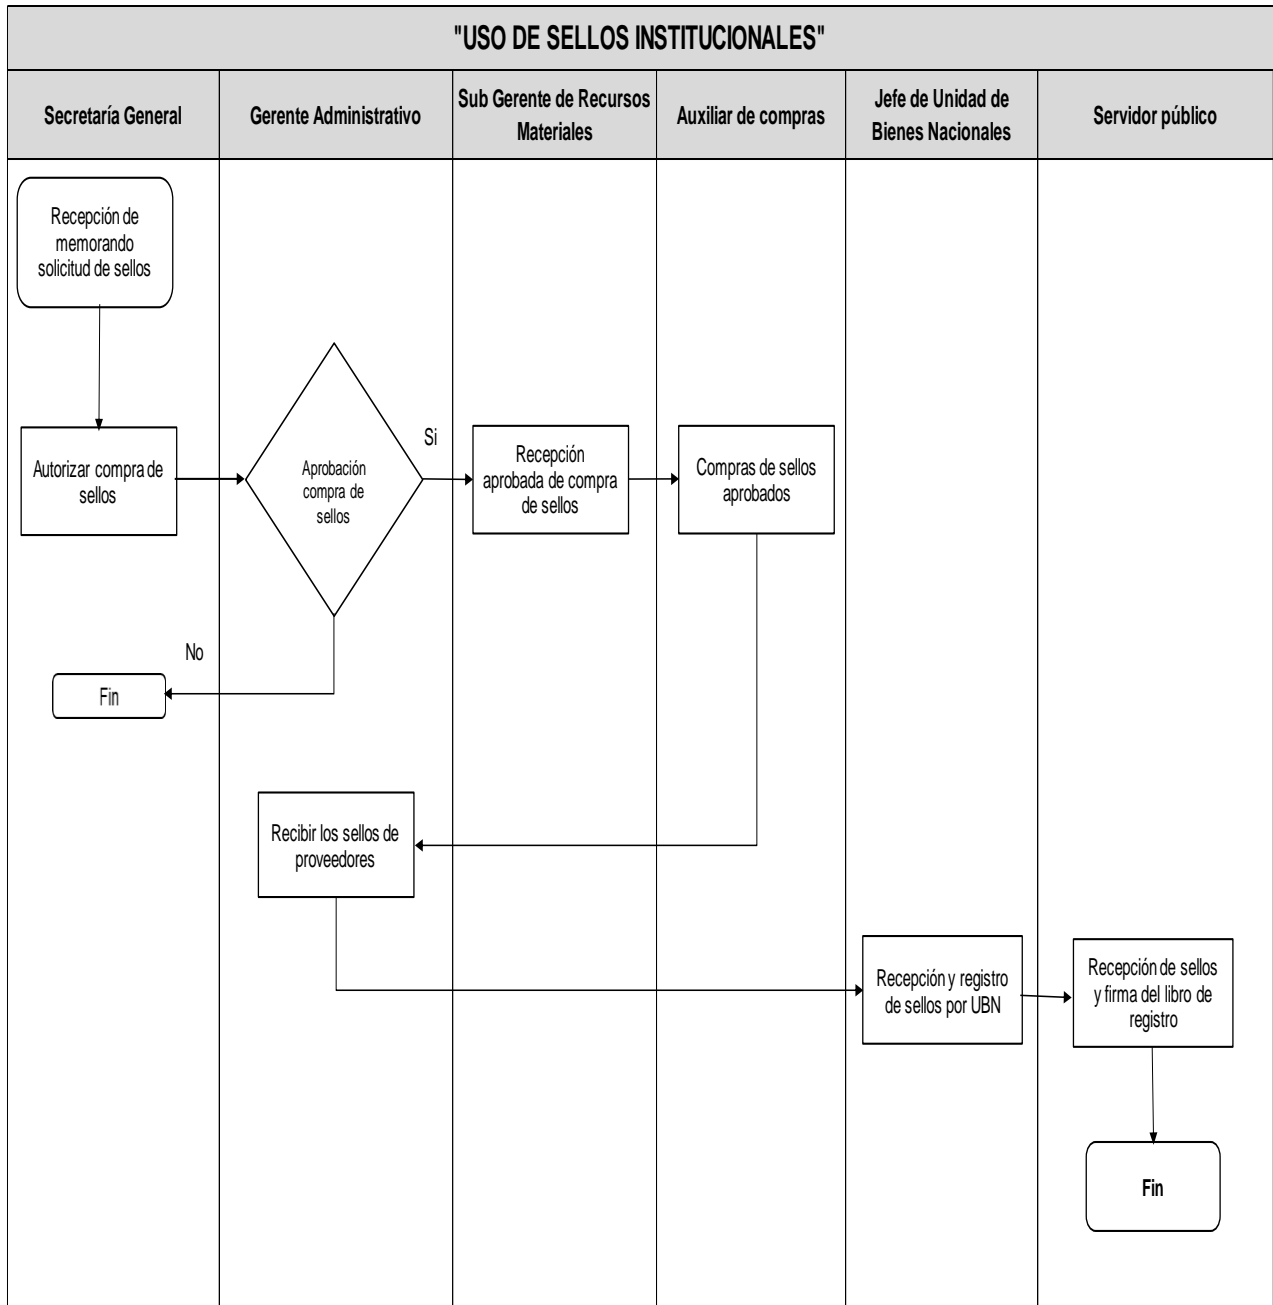 "USO DE SELLOS INSTITUCIONALES"
Secretaría General
Gerente Administrativo
Sub Gerente de Recursos
Materiales
Auxiliar de compras
Jefe de Unidad de
Bienes Nacionales
Servidor público
Recepción de
memorando
solicitud de sellos
Autorizar compra de
sellos
Aprobación
compra de
sellos
Si
Recepción
aprobada de compra
de sellos
Compras de sellos
aprobados
No
Fin
Recibir los sellos de
proveedores
Recepción y registro
de sellos por UBN
Recepción de sellos
y firma del libro de
registro
Fin